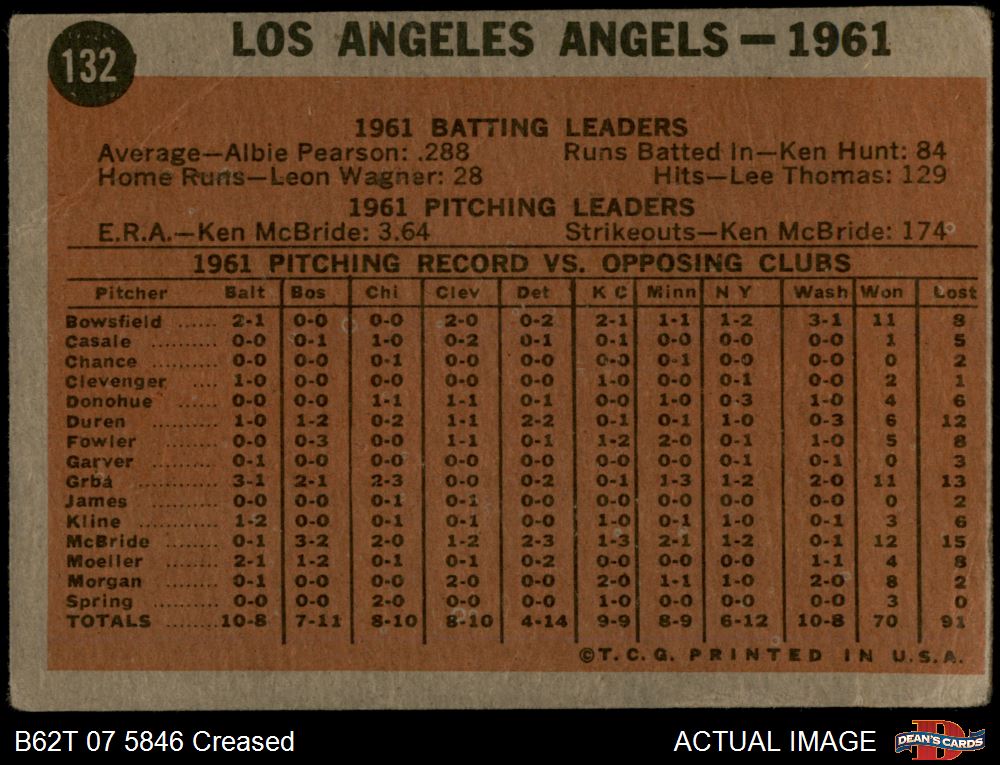 132
LOS ANGELES ANGELS — 1961
1961 BATTING LEADERS
Average—Albie Pearson: .288 Runs Batted In—Ken Hunt: 84
Home Runs—Leon Wagner: 28 Hits—Lee Thomas: 129
1961 PITCHING LEADERS
E.R.A.—Ken McBride: 3.64 Strikeouts—Ken McBride: 174
1961 PITCHING RECORD VS. OPPOSING CLUBS
Pitcher Balt Bos Chi Clev Det K C Minn N Y Wash Won Lost
Bowsfield ...... 2-1 0-0 0-0 2-0 0-2 2-1 1-1 1-2 3-1 11 8
Casale .......... 0-0 0-1 1-0 0-2 0-1 0-1 0-0 0-0 0-0 1 5
Chance .......... 0-0 0-0 0-1 0-0 0-0 0-0 0-1 0-0 0-0 0 2
Clevenger .... 1-0 0-0 0-0 0-0 0-0 1-0 0-0 0-1 0-0 2 1
Donohue ...... 0-0 0-0 1-1 1-1 0-1 0-0 1-0 0-3 1-0 4 6
Duren .......... 1-0 1-2 0-2 1-1 2-2 0-1 0-1 1-0 0-3 6 12
Fowler .......... 0-0 0-3 0-0 1-1 0-1 1-2 2-0 0-1 1-0 5 8
Garver .......... 0-1 0-0 0-0 0-0 0-0 0-0 0-0 0-1 0-1 0 3
Grba .......... 3-1 2-1 2-3 0-0 0-0 0-1 1-3 1-2 2-0 11 13
James .......... 0-0 0-0 0-1 0-1 0-0 0-0 0-0 0-0 0-0 0 2
Kline ............ 1-2 0-0 0-1 0-1 0-0 1-0 0-1 1-0 0-1 3 6
McBride ........ 0-1 3-2 2-0 1-2 2-3 1-3 2-1 1-2 0-1 12 15
Moeller ........ 2-1 1-2 0-1 0-1 0-2 0-0 0-0 0-0 1-1 4 8
Morgan ........ 0-1 0-0 0-0 2-0 0-0 2-0 1-1 1-0 2-0 8 2
Spring .......... 0-0 0-0 2-0 0-0 0-0 1-0 0-0 0-0 0-0 3 0
TOTALS ........ 10-8 7-11 8-10 8-10 4-14 9-9 8-9 6-12 10-8 70 91
©T. C. G. PRINTED IN U.S.A.
B62T 07 5846 Creased ACTUAL IMAGE
DEAN'S CARDS